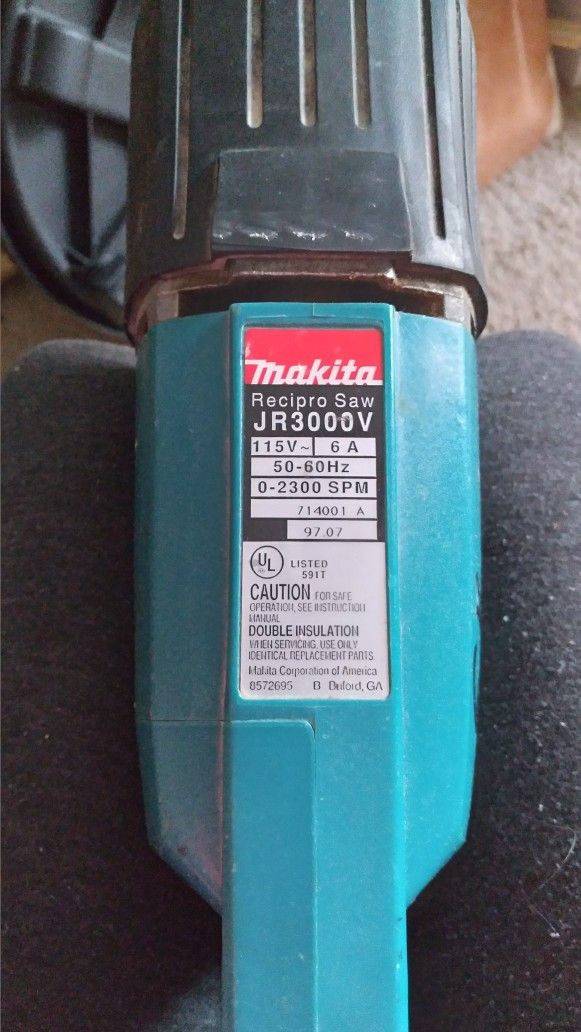 makita
Recipro Saw
JR3000V
115V~ 6 A
50-60Hz
0-2300 SPM
714001 A
97.07
UL LISTED
591T
CAUTION FOR SAFE
OPERATION, SEE INSTRUCTION
MANUAL
DOUBLE INSULATION
WHEN SERVICING, USE ONLY
IDENTICAL REPLACEMENT PARTS.
Makita Corporation of America
8572695 B Buford, GA